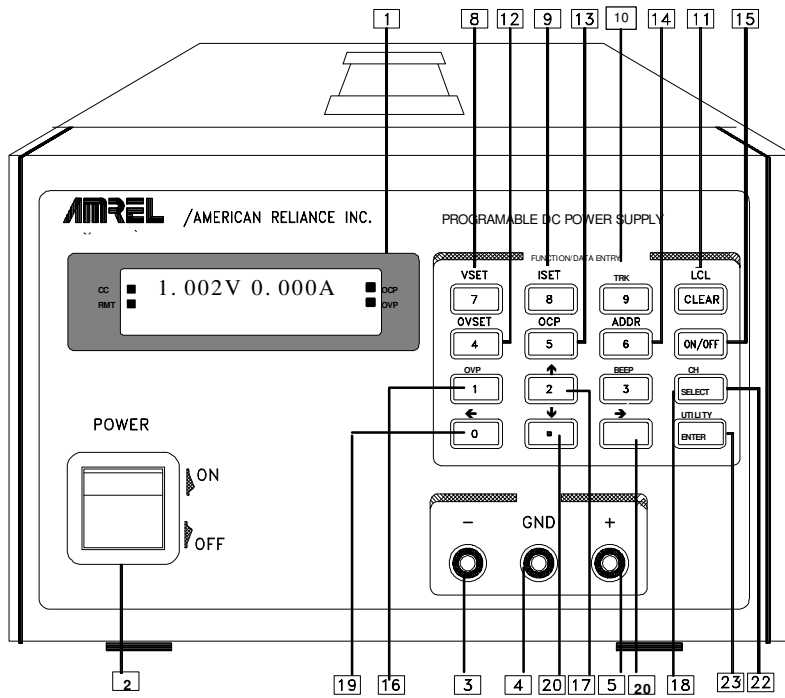 1 8 12 9 13 10 14 11 15
AMREL /AMERICAN RELIANCE INC. PROGRAMABLE DC POWER SUPPLY
FUNCTION/DATA ENTRY
VSET ISET TRK LCL
CC 1.002V 0.000A OCP
RMT OVP
7 8 9 CLEAR
OVSET OCP ADDR
4 5 6 ON/OFF
OVP ↑ BEEP CH
1 2 3 SELECT
← ↓ → UTILITY
0 . ENTER
POWER
ON
OFF
- GND +
2 19 16 3 4 20 17 5 20 18 23 22